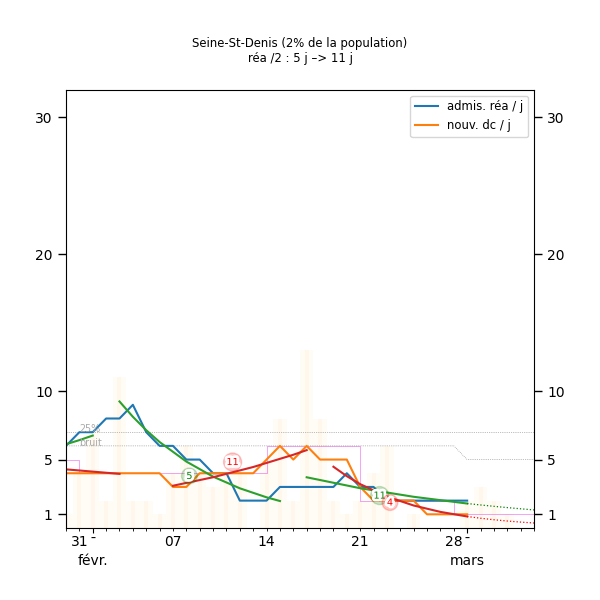 Seine-St-Denis (2% de la population)
réa /2 : 5 j –> 11 j
admis. réa / j
nouv. dc / j
30 30
20 20
10 10
25%
bruit
5 5
11
5
11
4
1 1
31 07 14 21 28
févr. mars